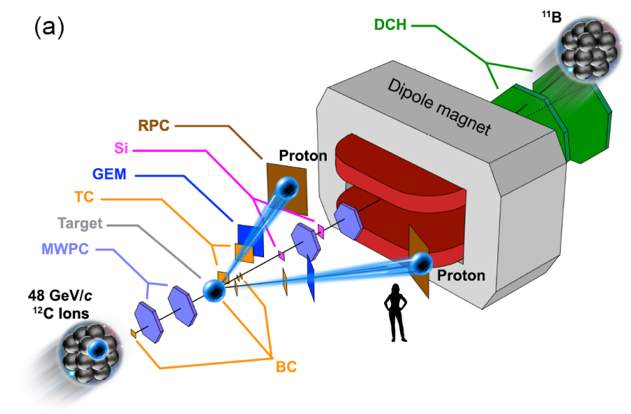 (a)
DCH
¹¹B
Dipole magnet
RPC
Proton
Si
GEM
TC
Target
MWPC
Proton
48 GeV/c
¹²C Ions
BC